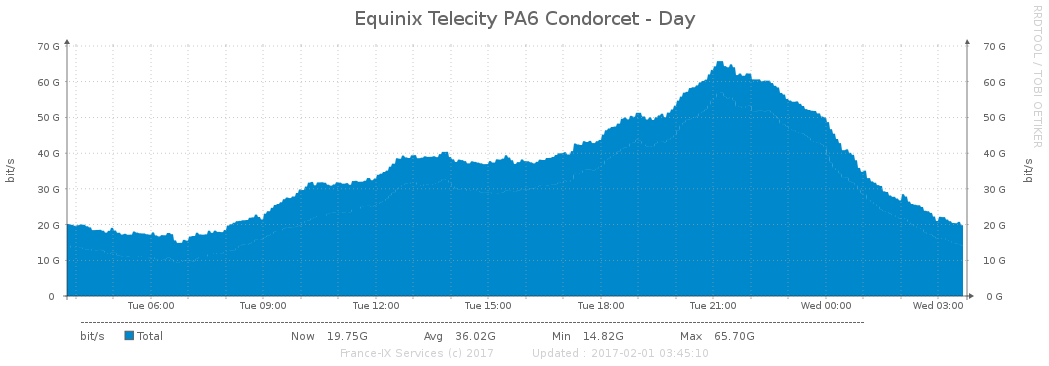 Equinix Telecity PA6 Condorcet - Day
RRDTOOL / TOBI OETIKER
bit/s
70 G
60 G
50 G
40 G
30 G
20 G
10 G
0
70 G
60 G
50 G
40 G
30 G
20 G
10 G
0 G
bit/s
Tue 06:00 Tue 09:00 Tue 12:00 Tue 15:00 Tue 18:00 Tue 21:00 Wed 00:00 Wed 03:00
bit/s Total Now 19.75G Avg 36.02G Min 14.82G Max 65.70G
France-IX Services (c) 2017 Updated : 2017-02-01 03:45:10